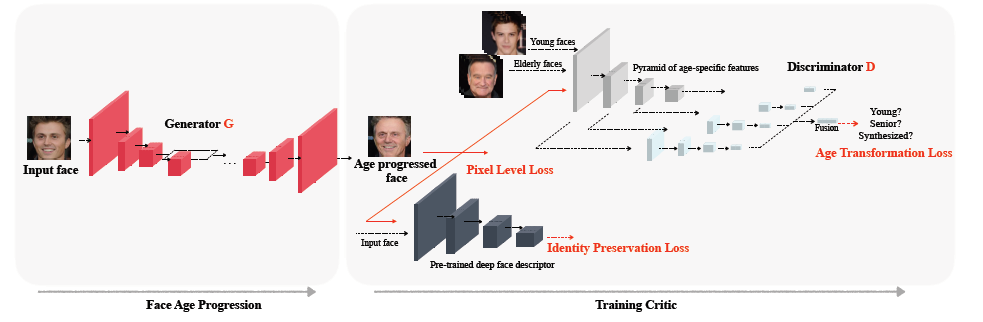 Generator G
Input face
Face Age Progression
Young faces
Elderly faces
Pyramid of age-specific features
Discriminator D
Fusion
Young?
Senior?
Synthesized?
Age Transformation Loss
Age progressed
face
Pixel Level Loss
Input face
Identity Preservation Loss
Pre-trained deep face descriptor
Training Critic